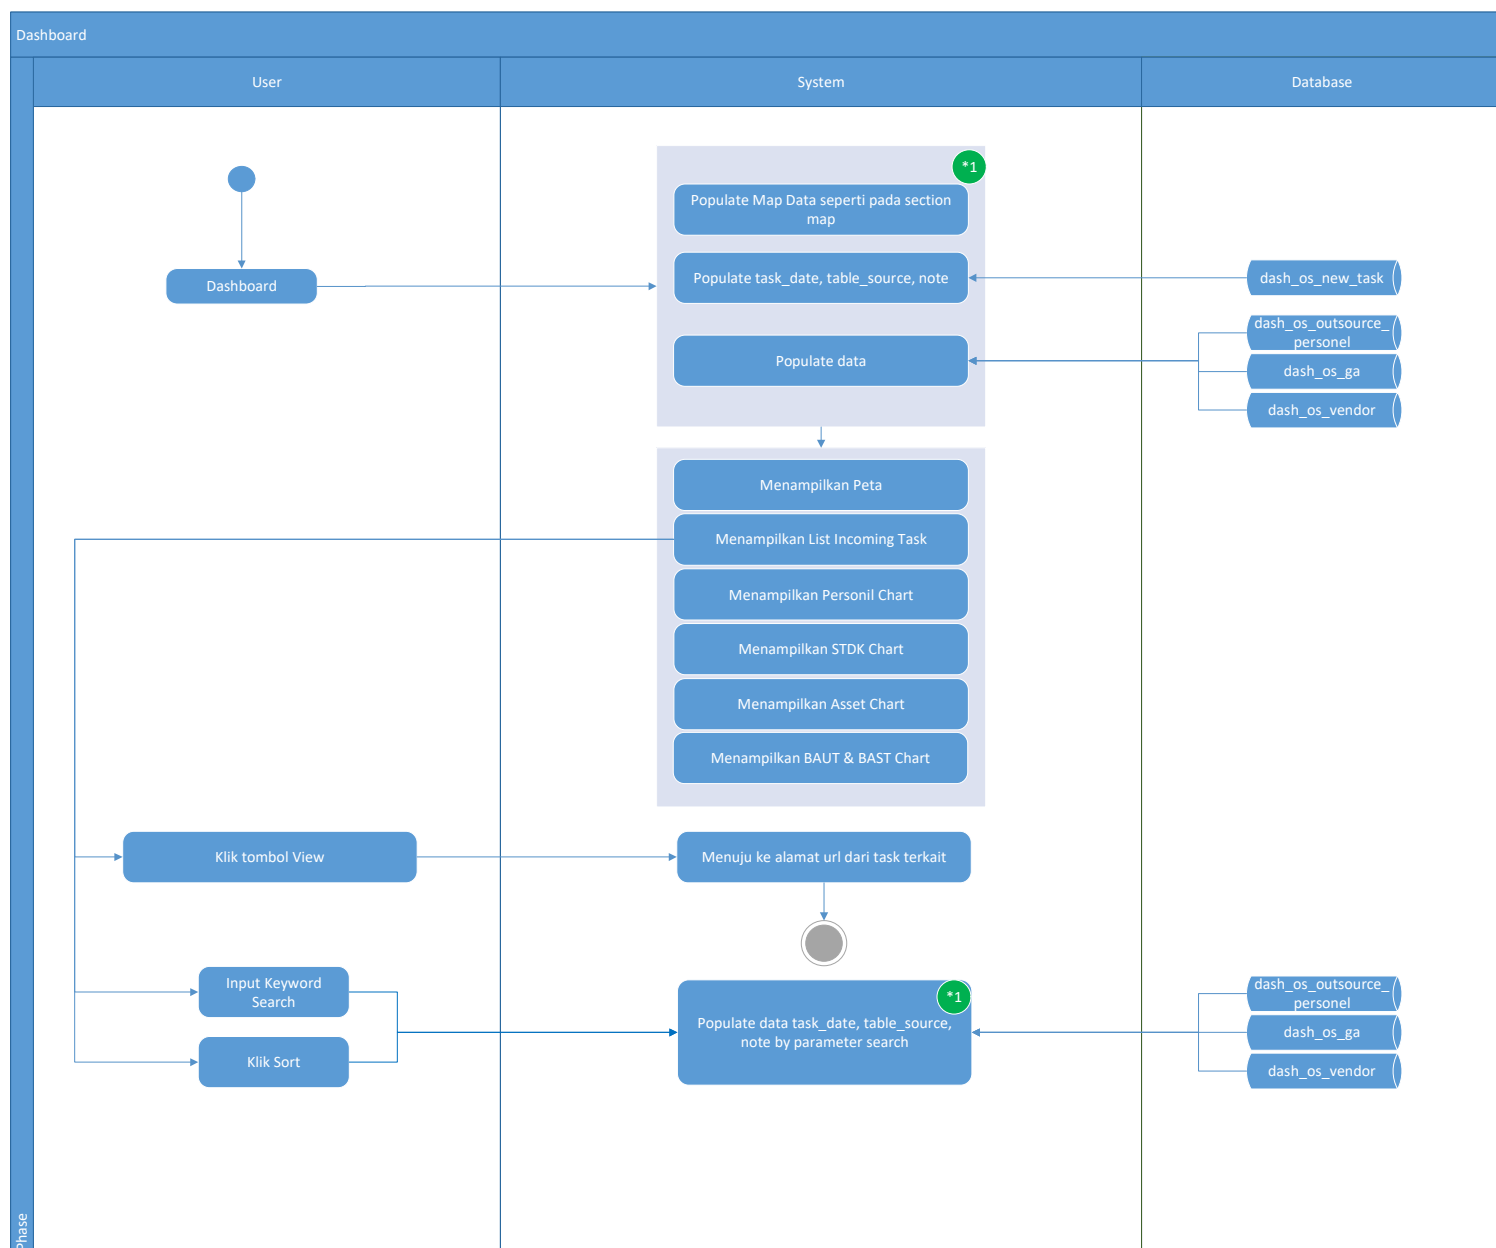 Dashboard
User
System
Database
*1
Populate Map Data seperti pada section
map
Dashboard
Populate task_date, table_source, note
dash_os_new_task
Populate data
dash_os_outsource_
personel
dash_os_ga
dash_os_vendor
Menampilkan Peta
Menampilkan List Incoming Task
Menampilkan Personil Chart
Menampilkan STDK Chart
Menampilkan Asset Chart
Menampilkan BAUT & BAST Chart
Klik tombol View
Menuju ke alamat url dari task terkait
Input Keyword
Search
Klik Sort
*1
Populate data task_date, table_source,
note by parameter search
dash_os_outsource_
personel
dash_os_ga
dash_os_vendor
Phase